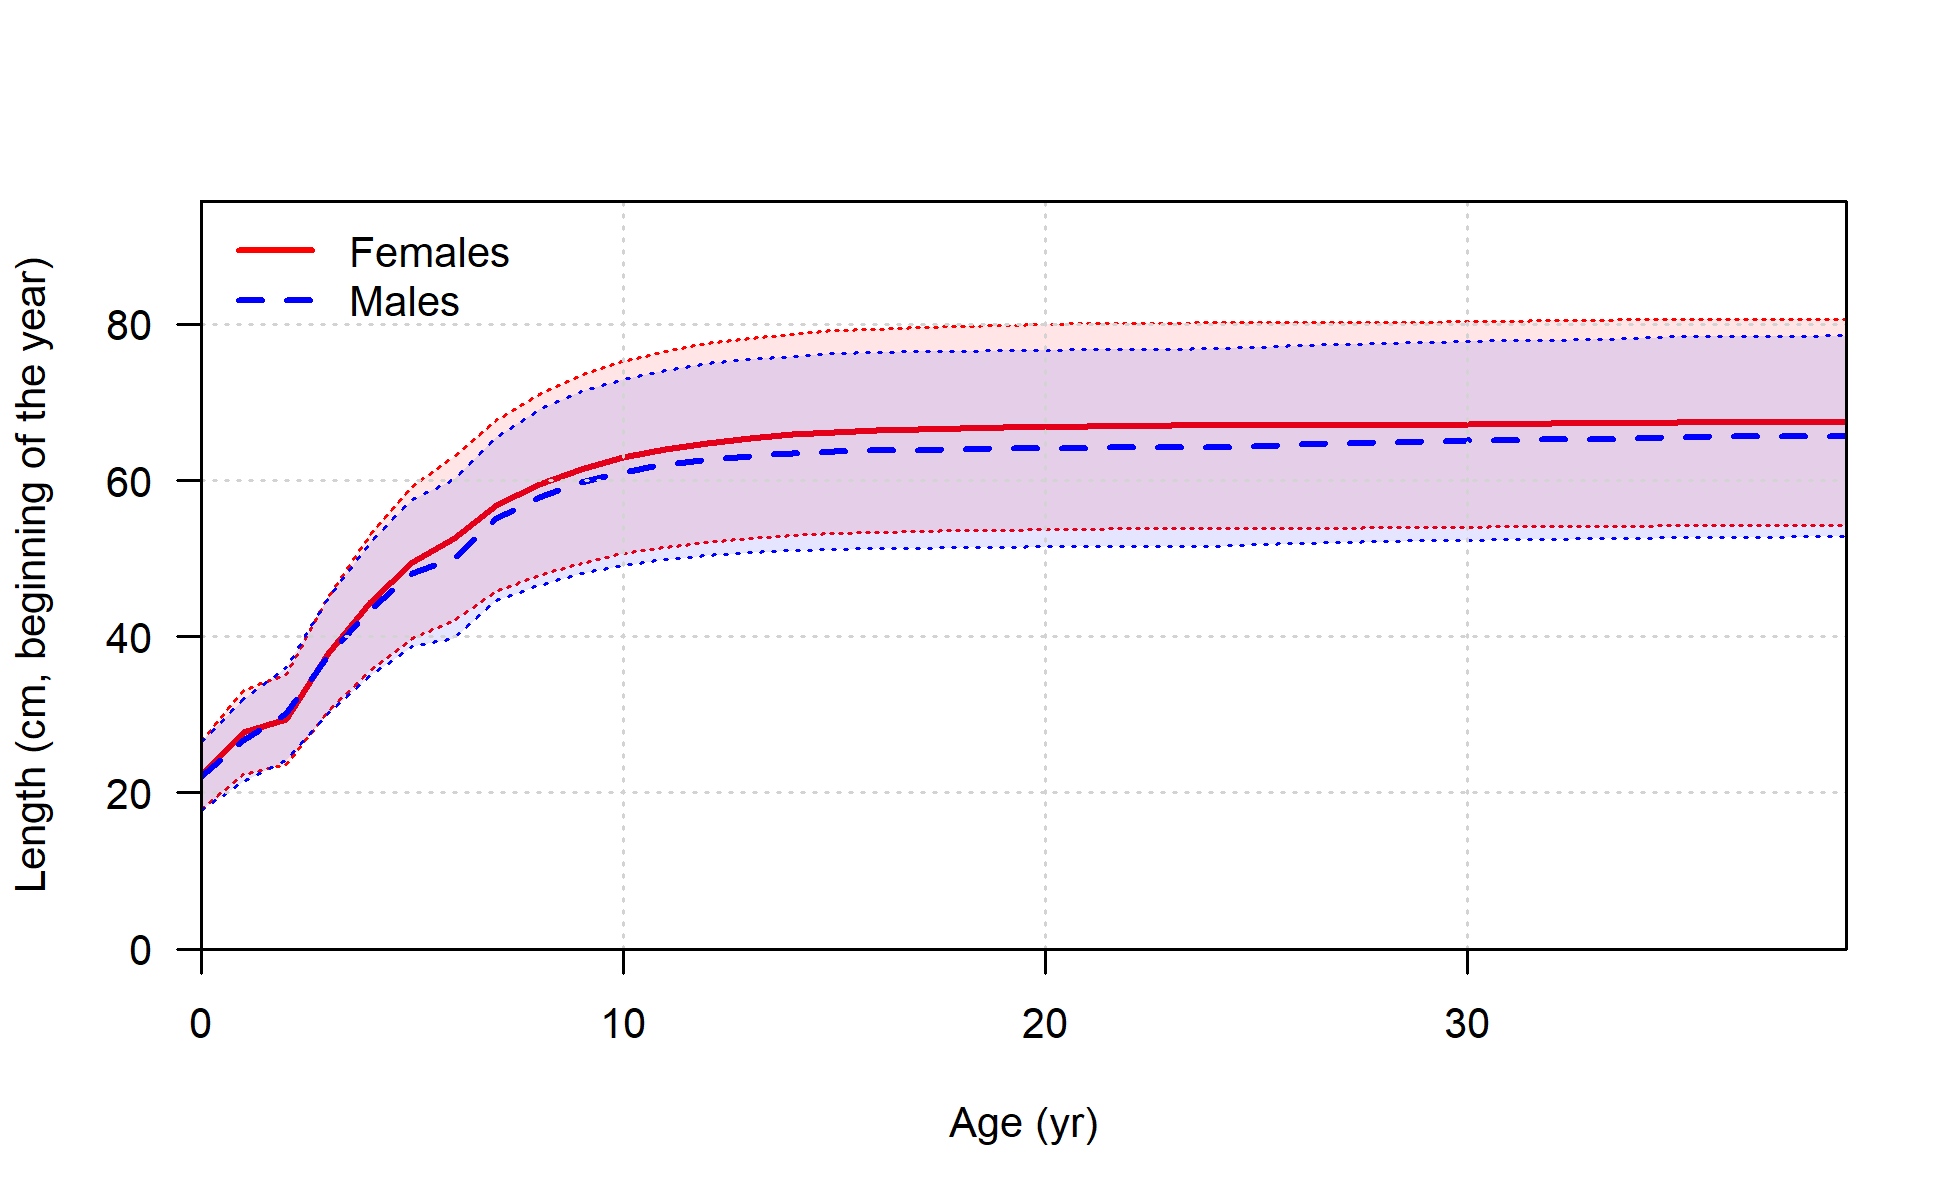 Females
Males
Length (cm, beginning of the year)
80
60
40
20
0
0 10 20 30
Age (yr)